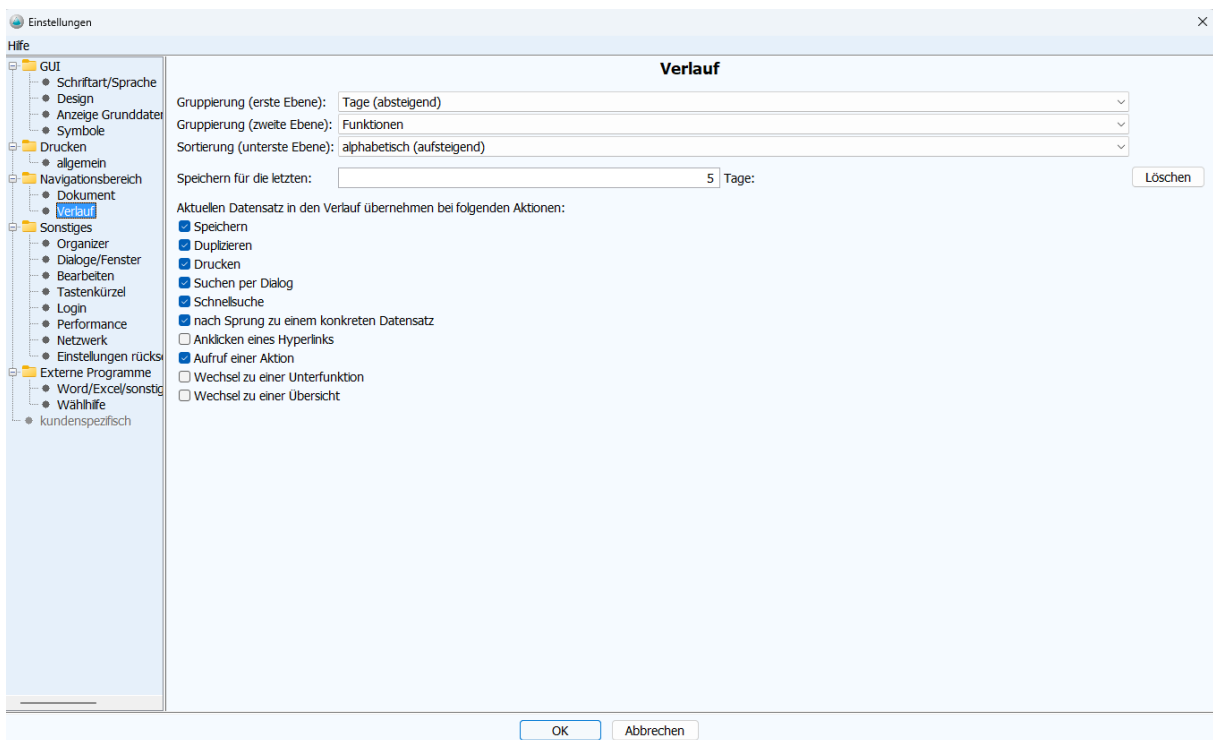 Einstellungen
Hilfe
GUI
Schriftart/Sprache
Design
Anzeige Grunddaten
Symbole
Drucken
allgemein
Navigationsbereich
Dokument
Verlauf
Sonstiges
Organizer
Dialoge/Fenster
Bearbeiten
Tastenkürzel
Login
Performance
Netzwerk
Einstellungen rückse
Externe Programme
Word/Excel/sonstig
Wählhilfe
kundenspezifisch
Verlauf
Gruppierung (erste Ebene): Tage (absteigend)
Gruppierung (zweite Ebene): Funktionen
Sortierung (unterste Ebene): alphabetisch (aufsteigend)
Speichern für die letzten: 5 Tage: Löschen
Aktuellen Datensatz in den Verlauf übernehmen bei folgenden Aktionen:
Speichern
Duplizieren
Drucken
Suchen per Dialog
Schnellsuche
nach Sprung zu einem konkreten Datensatz
Anklicken eines Hyperlinks
Aufruf einer Aktion
Wechsel zu einer Unterfunktion
Wechsel zu einer Übersicht
OK Abbrechen